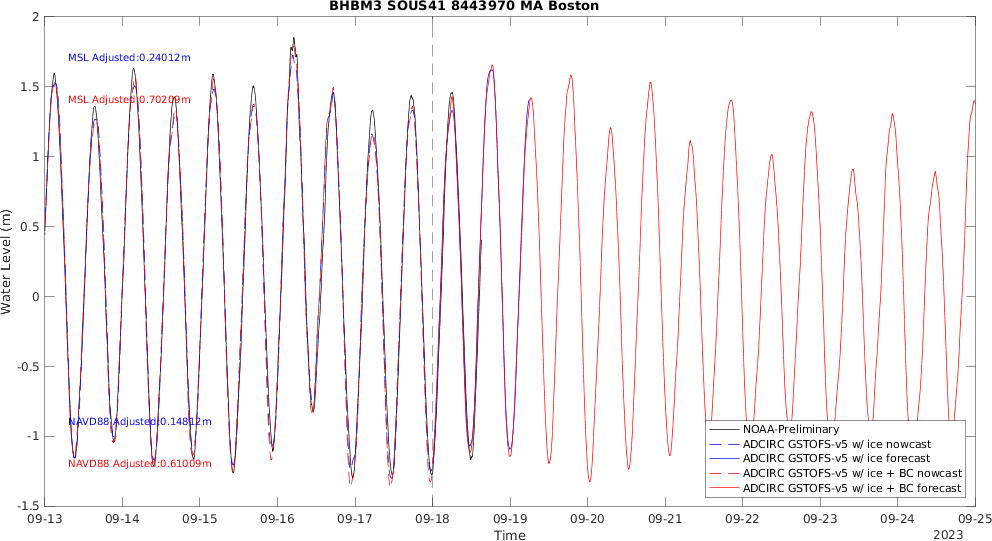 BHBM3 SOUS41 8443970 MA Boston
2
1.5
1
0.5
0
-0.5
-1
-1.5
Water Level (m)
MSL Adjusted:0.24012m
MSL Adjusted:0.70209m
NAVD88 Adjusted:0.14812m
NAVD88 Adjusted:0.61009m
NOAA-Preliminary
ADCIRC GSTOFS-v5 w/ ice nowcast
ADCIRC GSTOFS-v5 w/ ice forecast
ADCIRC GSTOFS-v5 w/ ice + BC nowcast
ADCIRC GSTOFS-v5 w/ ice + BC forecast
09-13 09-14 09-15 09-16 09-17 09-18 09-19 09-20 09-21 09-22 09-23 09-24 09-25
Time
2023